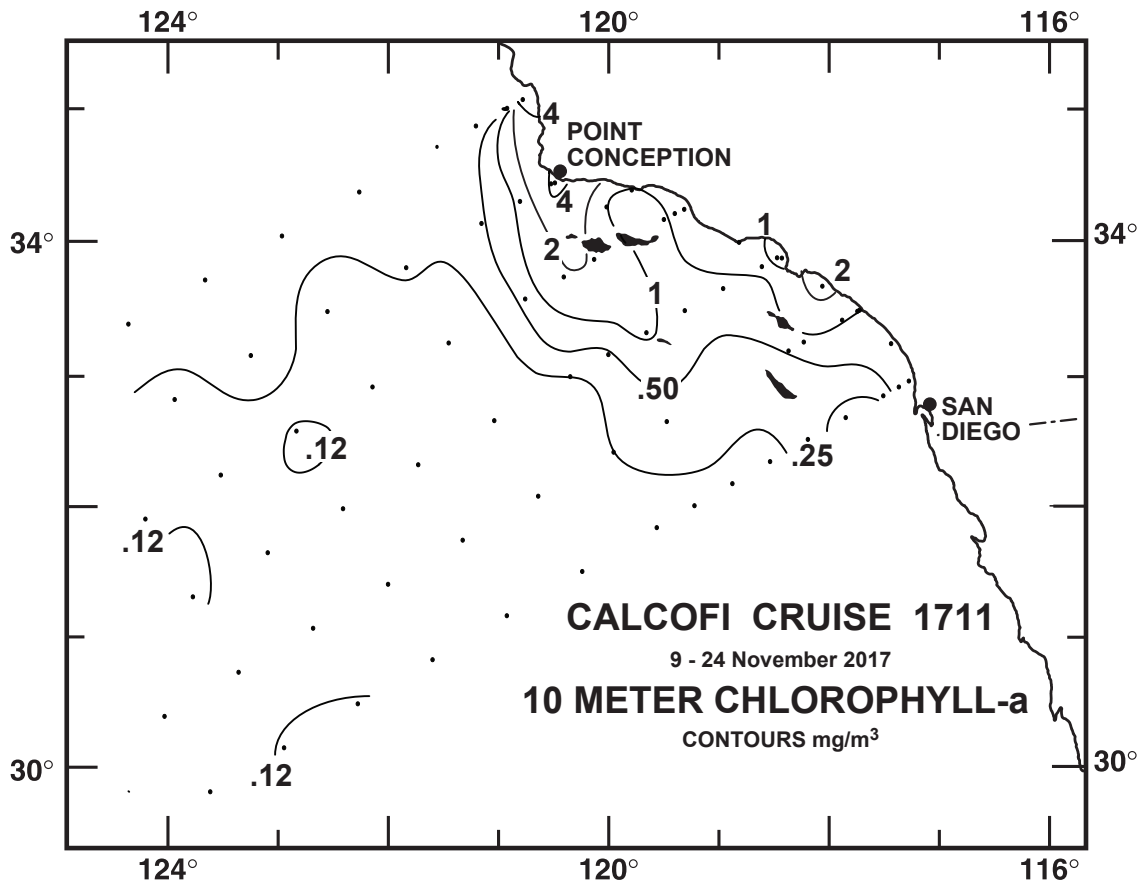 124° 120° 116°
4
POINT
CONCEPTION
4
1
34° 34°
2
2
1
.50
SAN
DIEGO
.12
.25
.12
CALCOFI CRUISE 1711
9 - 24 November 2017
10 METER CHLOROPHYLL-a
CONTOURS mg/m³
30° 30°
.12
124° 120° 116°